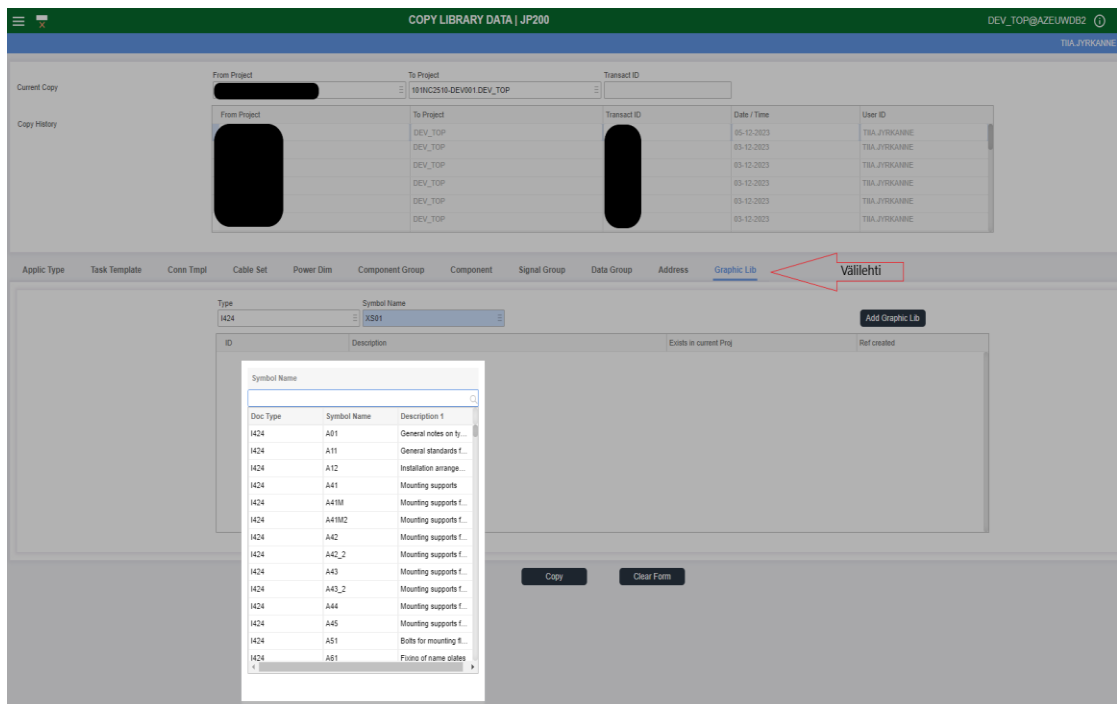 COPY LIBRARY DATA | JP200 DEV_TOP@AZEUWDB2
TIIA.JYRKANNE
From Project To Project Transact ID
Current Copy 101NC2510-DEV001.DEV_TOP
Copy History From Project To Project Transact ID Date / Time User ID
DEV_TOP 05-12-2023 TIIA.JYRKANNE
DEV_TOP 03-12-2023 TIIA.JYRKANNE
DEV_TOP 03-12-2023 TIIA.JYRKANNE
DEV_TOP 03-12-2023 TIIA.JYRKANNE
DEV_TOP 03-12-2023 TIIA.JYRKANNE
DEV_TOP 03-12-2023 TIIA.JYRKANNE
Applic Type Task Template Conn Tmpl Cable Set Power Dim Component Group Component Signal Group Data Group Address Graphic Lib Välilehti
Type Symbol Name
I424 XS01 Add Graphic Lib
ID Description Exists in current Proj Ref created
Symbol Name
Doc Type Symbol Name Description 1
I424 A01 General notes on ty...
I424 A11 General standards f...
I424 A12 Installation arrange...
I424 A41 Mounting supports
I424 A41M Mounting supports f...
I424 A41M2 Mounting supports f...
I424 A42 Mounting supports f...
I424 A42_2 Mounting supports f...
I424 A43 Mounting supports f...
I424 A43_2 Mounting supports f...
I424 A44 Mounting supports f...
I424 A45 Mounting supports f...
I424 A51 Bolts for mounting fl...
I424 A61 Fixing of name plates
Copy Clear Form